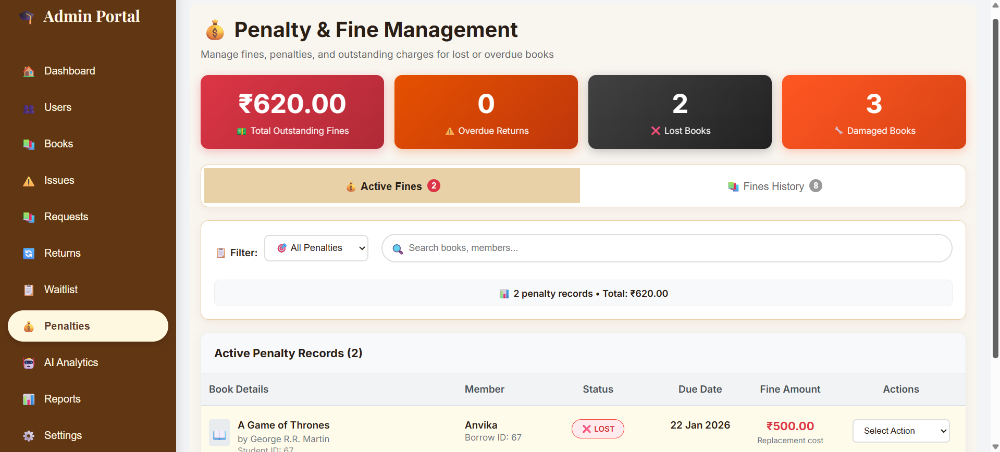 Admin Portal
Dashboard
Users
Books
Issues
Requests
Returns
Waitlist
Penalties
AI Analytics
Reports
Settings
Penalty & Fine Management
Manage fines, penalties, and outstanding charges for lost or overdue books
₹620.00
Total Outstanding Fines
0
Overdue Returns
2
Lost Books
3
Damaged Books
Active Fines 2
Fines History 8
Filter:
All Penalties
Search books, members...
2 penalty records • Total: ₹620.00
Active Penalty Records (2)
Book Details Member Status Due Date Fine Amount Actions
A Game of Thrones
by George R.R. Martin
Student ID: 67
Anvika
Borrow ID: 67
LOST
22 Jan 2026
₹500.00
Replacement cost
Select Action